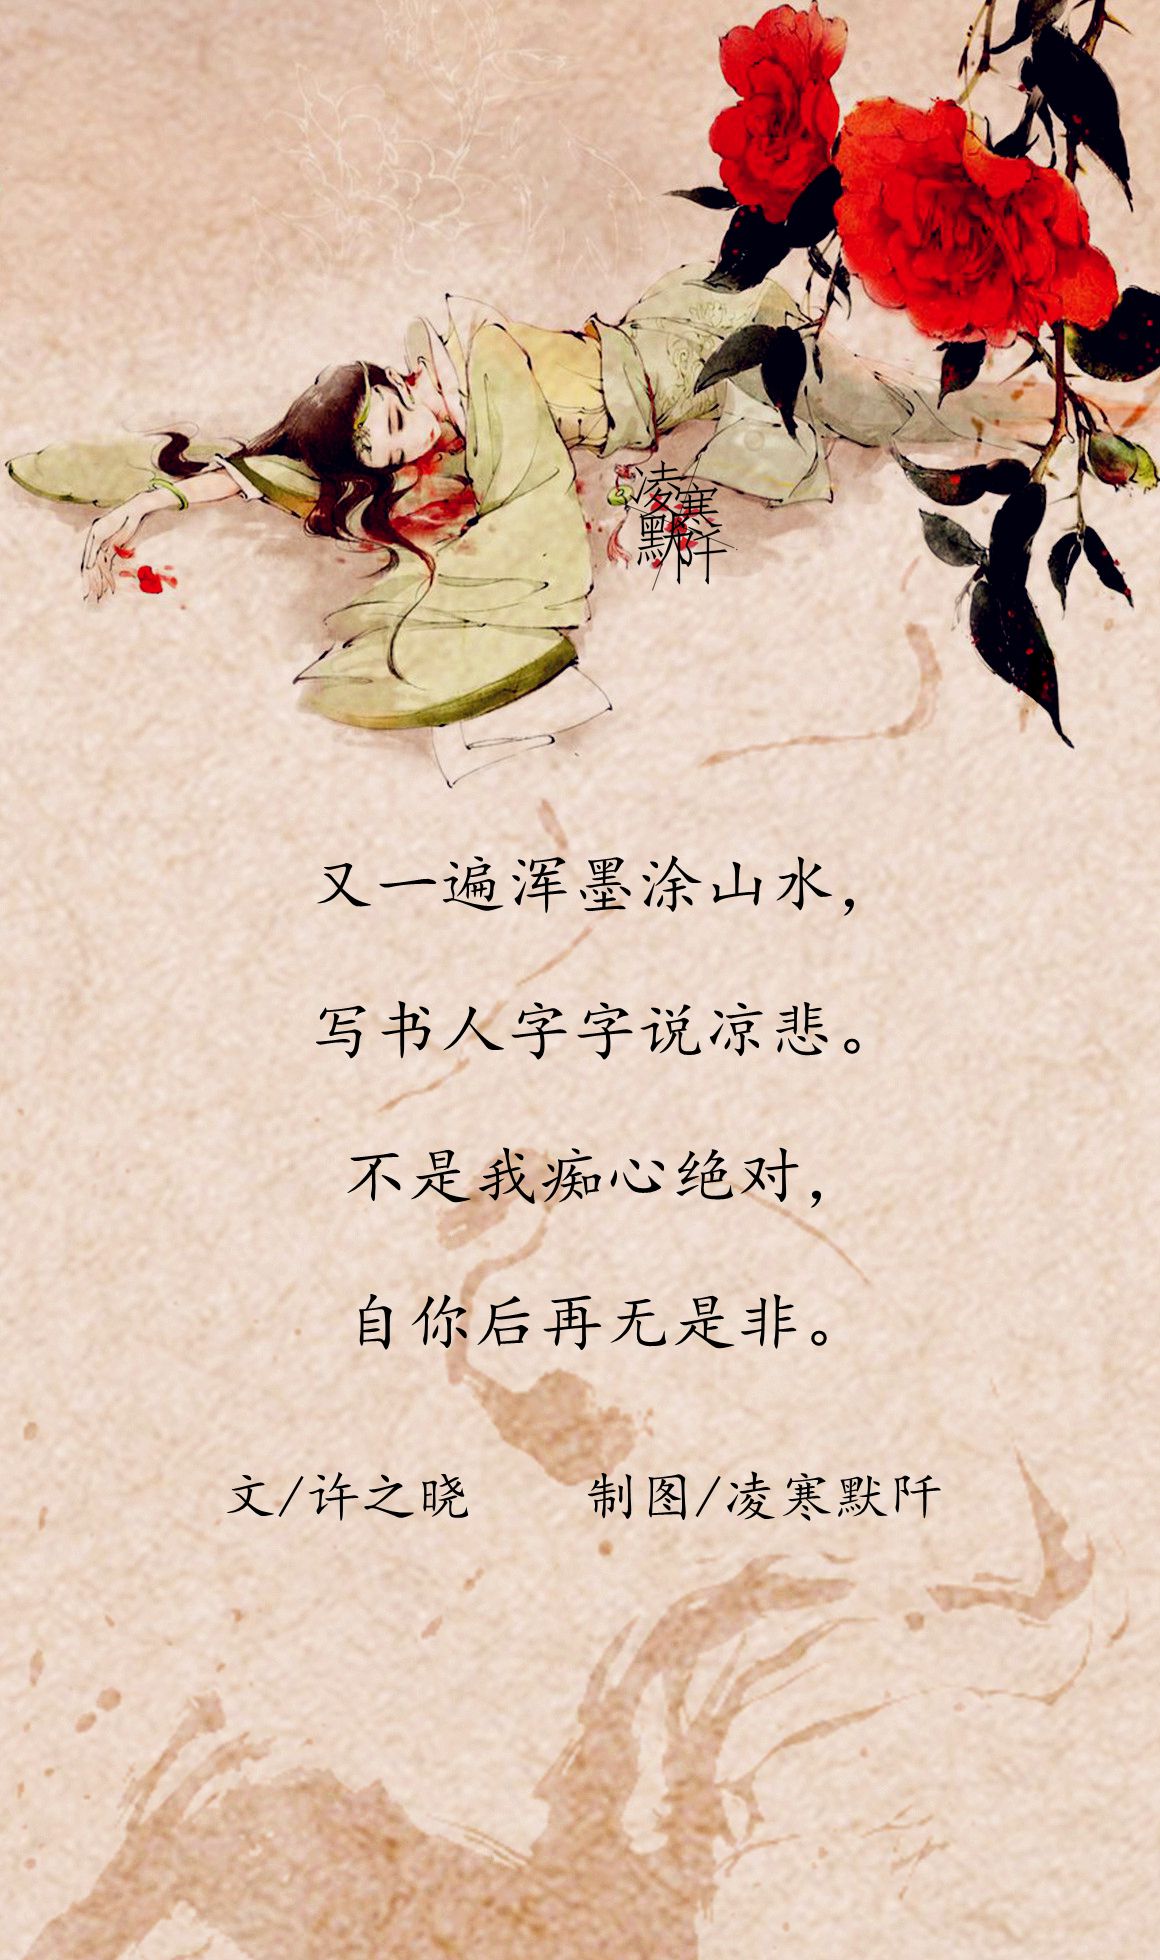 凌寒
默阡
又一遍浑墨涂山水，
写书人字字说凉悲。
不是我痴心绝对，
自你后再无是非。
文/许之晓 制图/凌寒默阡